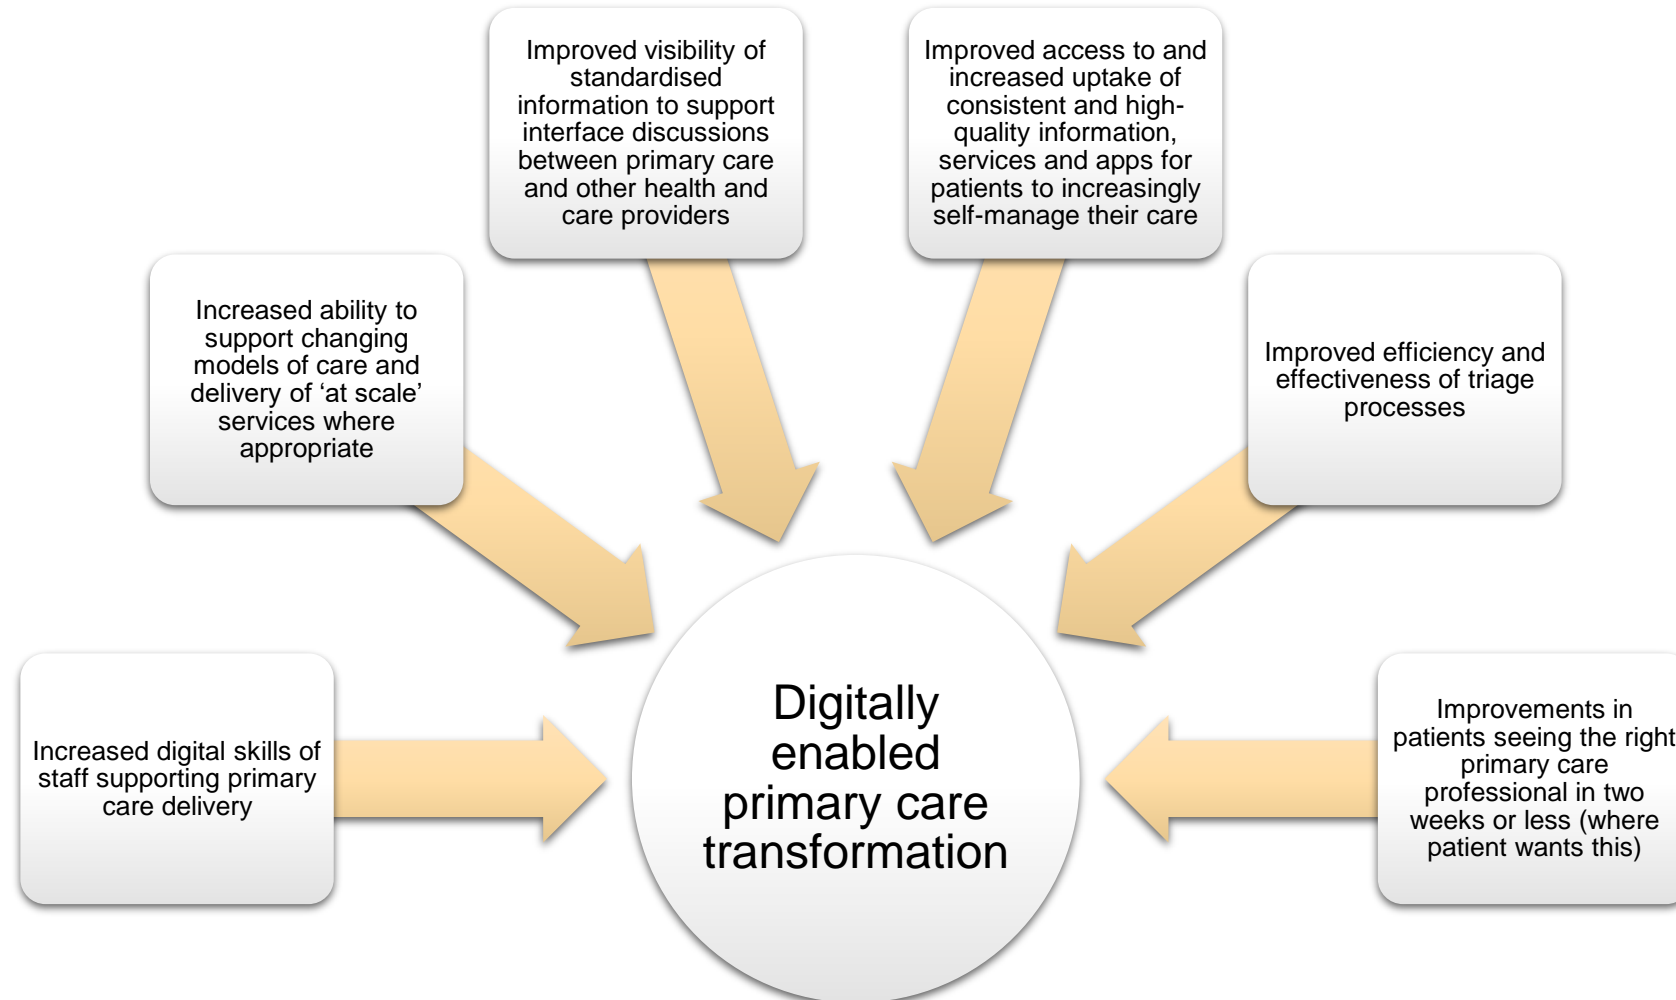 Improved visibility of
standardised
information to support
interface discussions
between primary care
and other health and
care providers
Improved access to and
increased uptake of
consistent and high-
quality information,
services and apps for
patients to increasingly
self-manage their care
Increased ability to
support changing
models of care and
delivery of ‘at scale’
services where
appropriate
Improved efficiency and
effectiveness of triage
processes
Increased digital skills of
staff supporting primary
care delivery
Digitally
enabled
primary care
transformation
Improvements in
patients seeing the right
primary care
professional in two
weeks or less (where
patient wants this)